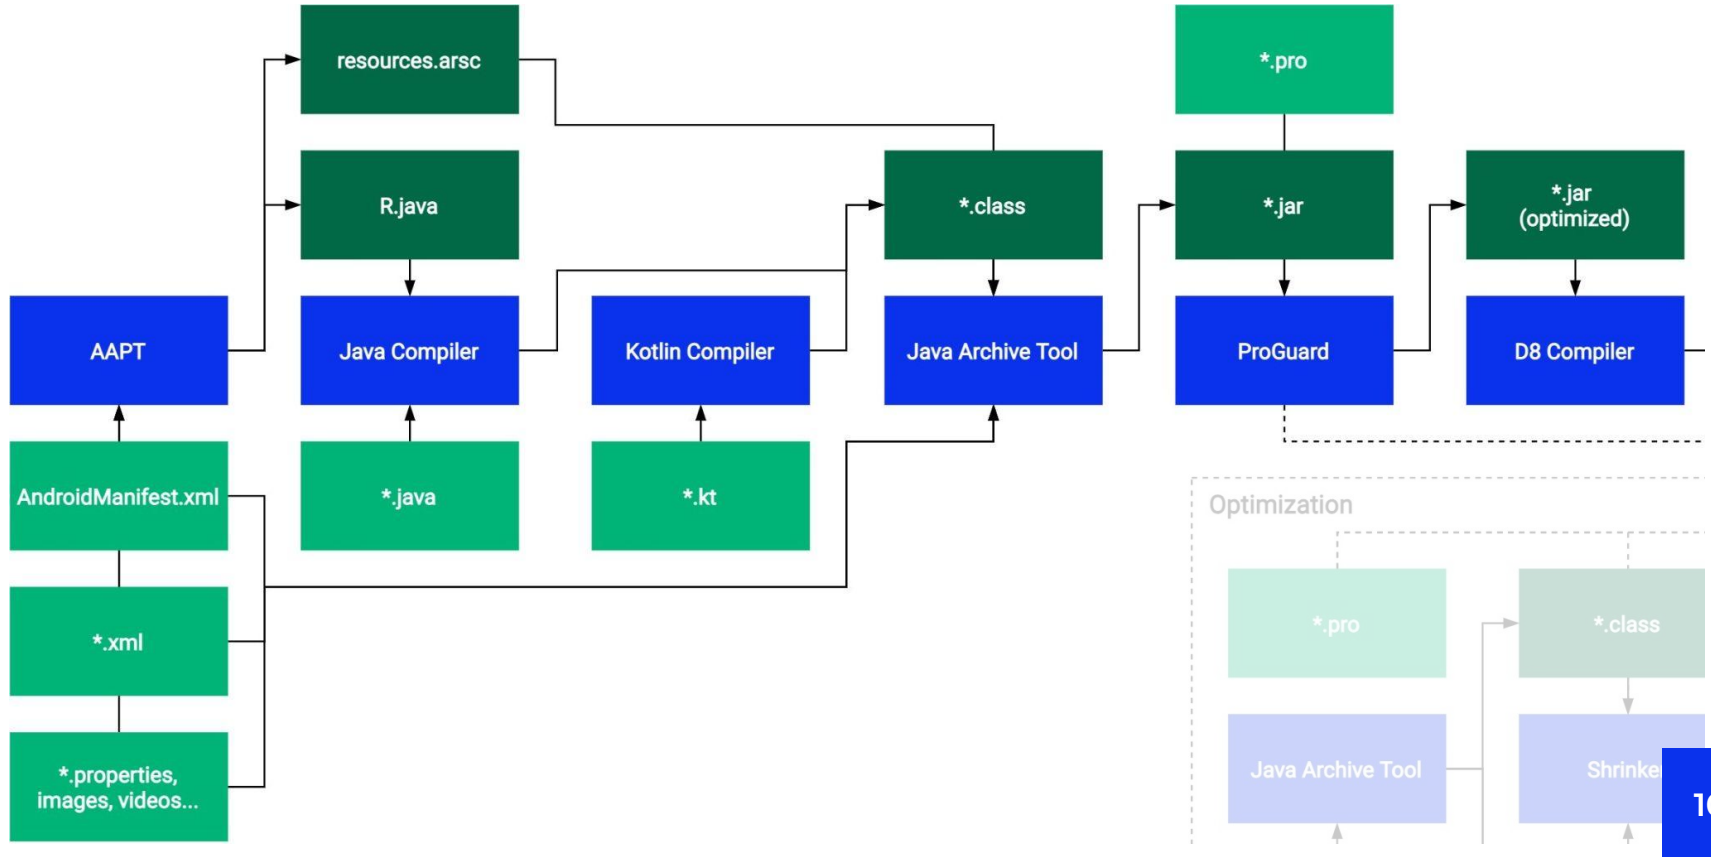 resources.arsc
*.pro
R.java
*.class
*.jar
*.jar
(optimized)
AAPT
Java Compiler
Kotlin Compiler
Java Archive Tool
ProGuard
D8 Compiler
AndroidManifest.xml
*.java
*.kt
Optimization
*.xml
*.pro
*.class
*.properties,
images, videos...
Java Archive Tool